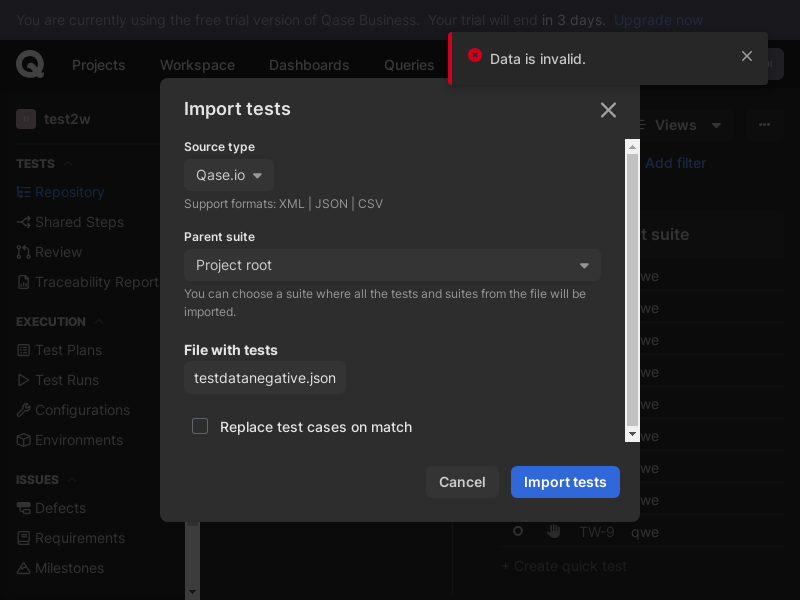 You are currently using the free trial version of Qase Business. Your trial will end in 3 days. Upgrade now
Projects Workspace Dashboards Queries
Data is invalid.
test2w
Views
Add filter
TESTS
Repository
Shared Steps
Review
Traceability Report
EXECUTION
Test Plans
Test Runs
Configurations
Environments
ISSUES
Defects
Requirements
Milestones
Import tests
Source type
Qase.io
Support formats: XML | JSON | CSV
Parent suite
Project root
You can choose a suite where all the tests and suites from the file will be
imported.
File with tests
testdatanegative.json
Replace test cases on match
Cancel Import tests
t suite
we
we
we
we
we
we
we
we
TW-9 qwe
+ Create quick test